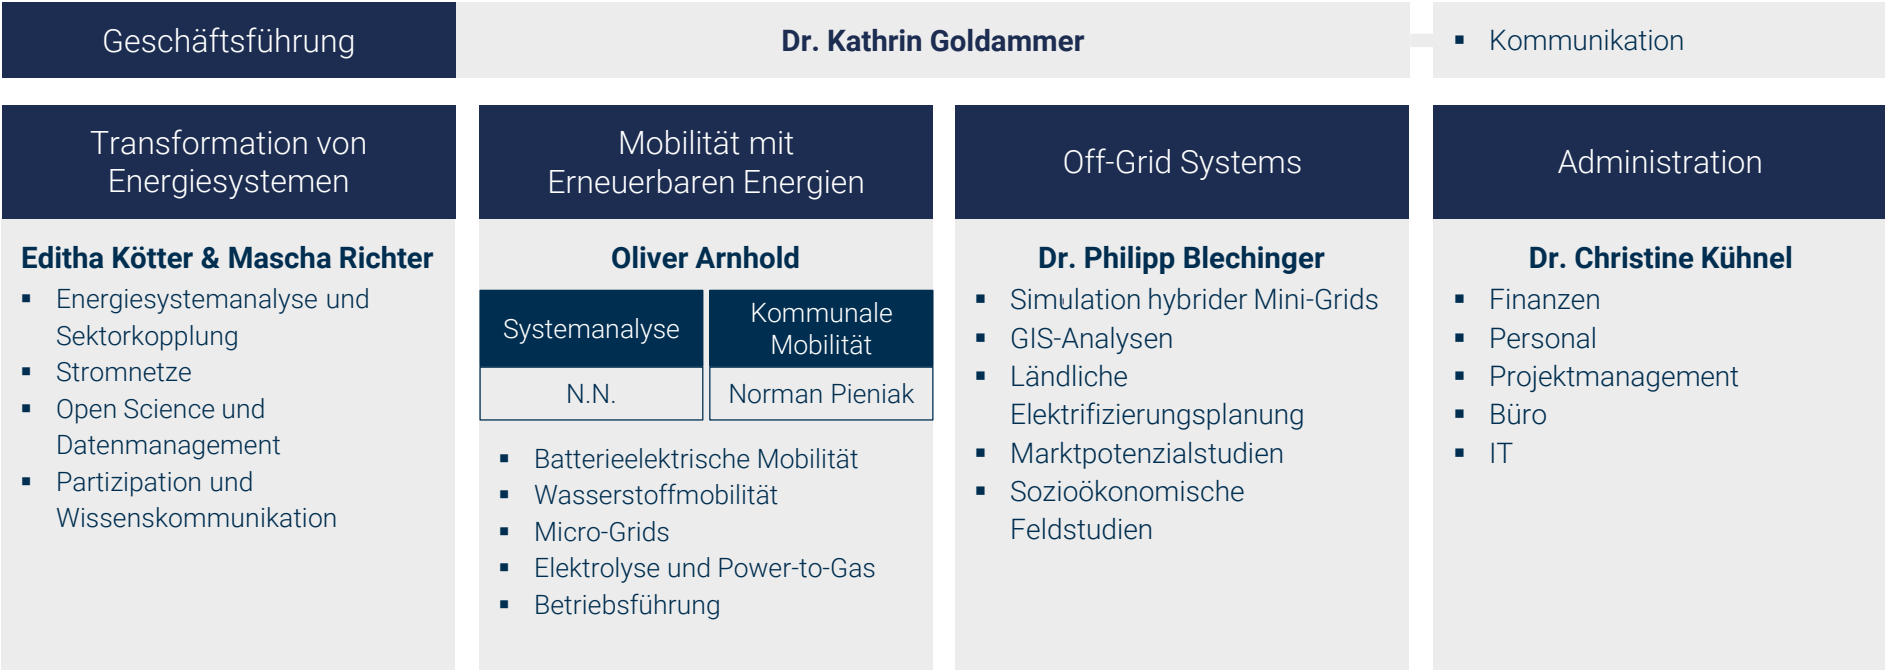 Geschäftsführung
Dr. Kathrin Goldammer
▪ Kommunikation
Transformation von
Energiesystemen
Editha Kötter & Mascha Richter
▪ Energiesystemanalyse und
Sektorkopplung
▪ Stromnetze
▪ Open Science und
Datenmanagement
▪ Partizipation und
Wissenskommunikation
Mobilität mit
Erneuerbaren Energien
Oliver Arnhold
Systemanalyse
N.N.
Kommunale
Mobilität
Norman Pieniak
▪ Batterieelektrische Mobilität
▪ Wasserstoffmobilität
▪ Micro-Grids
▪ Elektrolyse und Power-to-Gas
▪ Betriebsführung
Off-Grid Systems
Dr. Philipp Blechinger
▪ Simulation hybrider Mini-Grids
▪ GIS-Analysen
▪ Ländliche
Elektrifizierungsplanung
▪ Marktpotenzialstudien
▪ Sozioökonomische
Feldstudien
Administration
Dr. Christine Kühnel
▪ Finanzen
▪ Personal
▪ Projektmanagement
▪ Büro
▪ IT